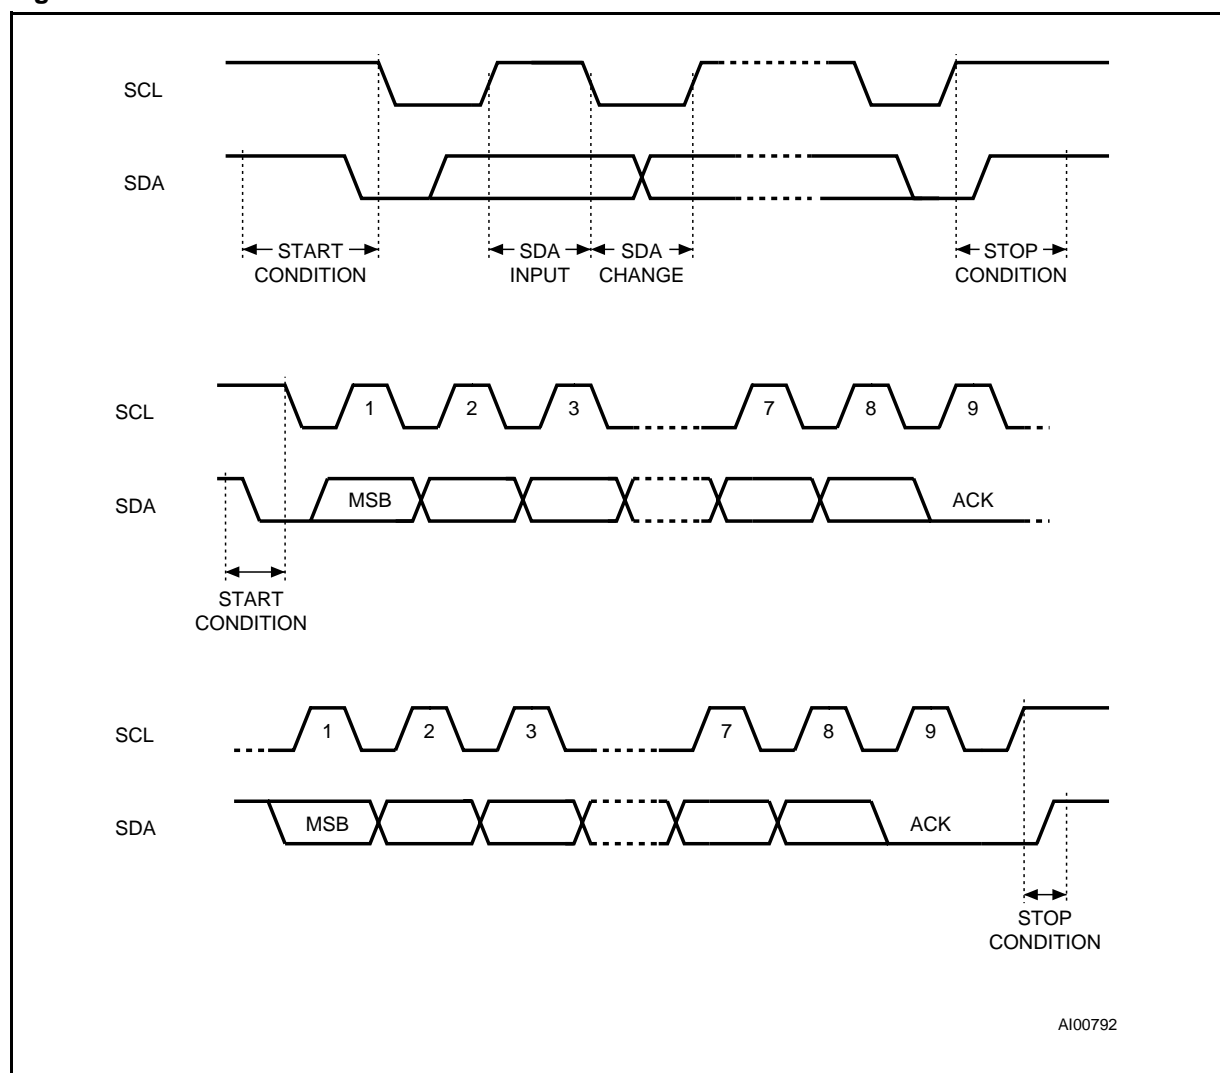 SCL
SDA
START
CONDITION
SDA
INPUT
SDA
CHANGE
STOP
CONDITION
SCL
1 2 3 7 8 9
SDA
MSB ACK
START
CONDITION
SCL
1 2 3 7 8 9
SDA
MSB ACK
STOP
CONDITION
AI00792